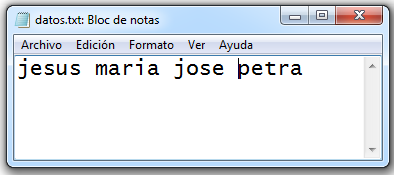 datos.txt: Bloc de notas
Archivo Edición Formato Ver Ayuda
jesus maria jose petra